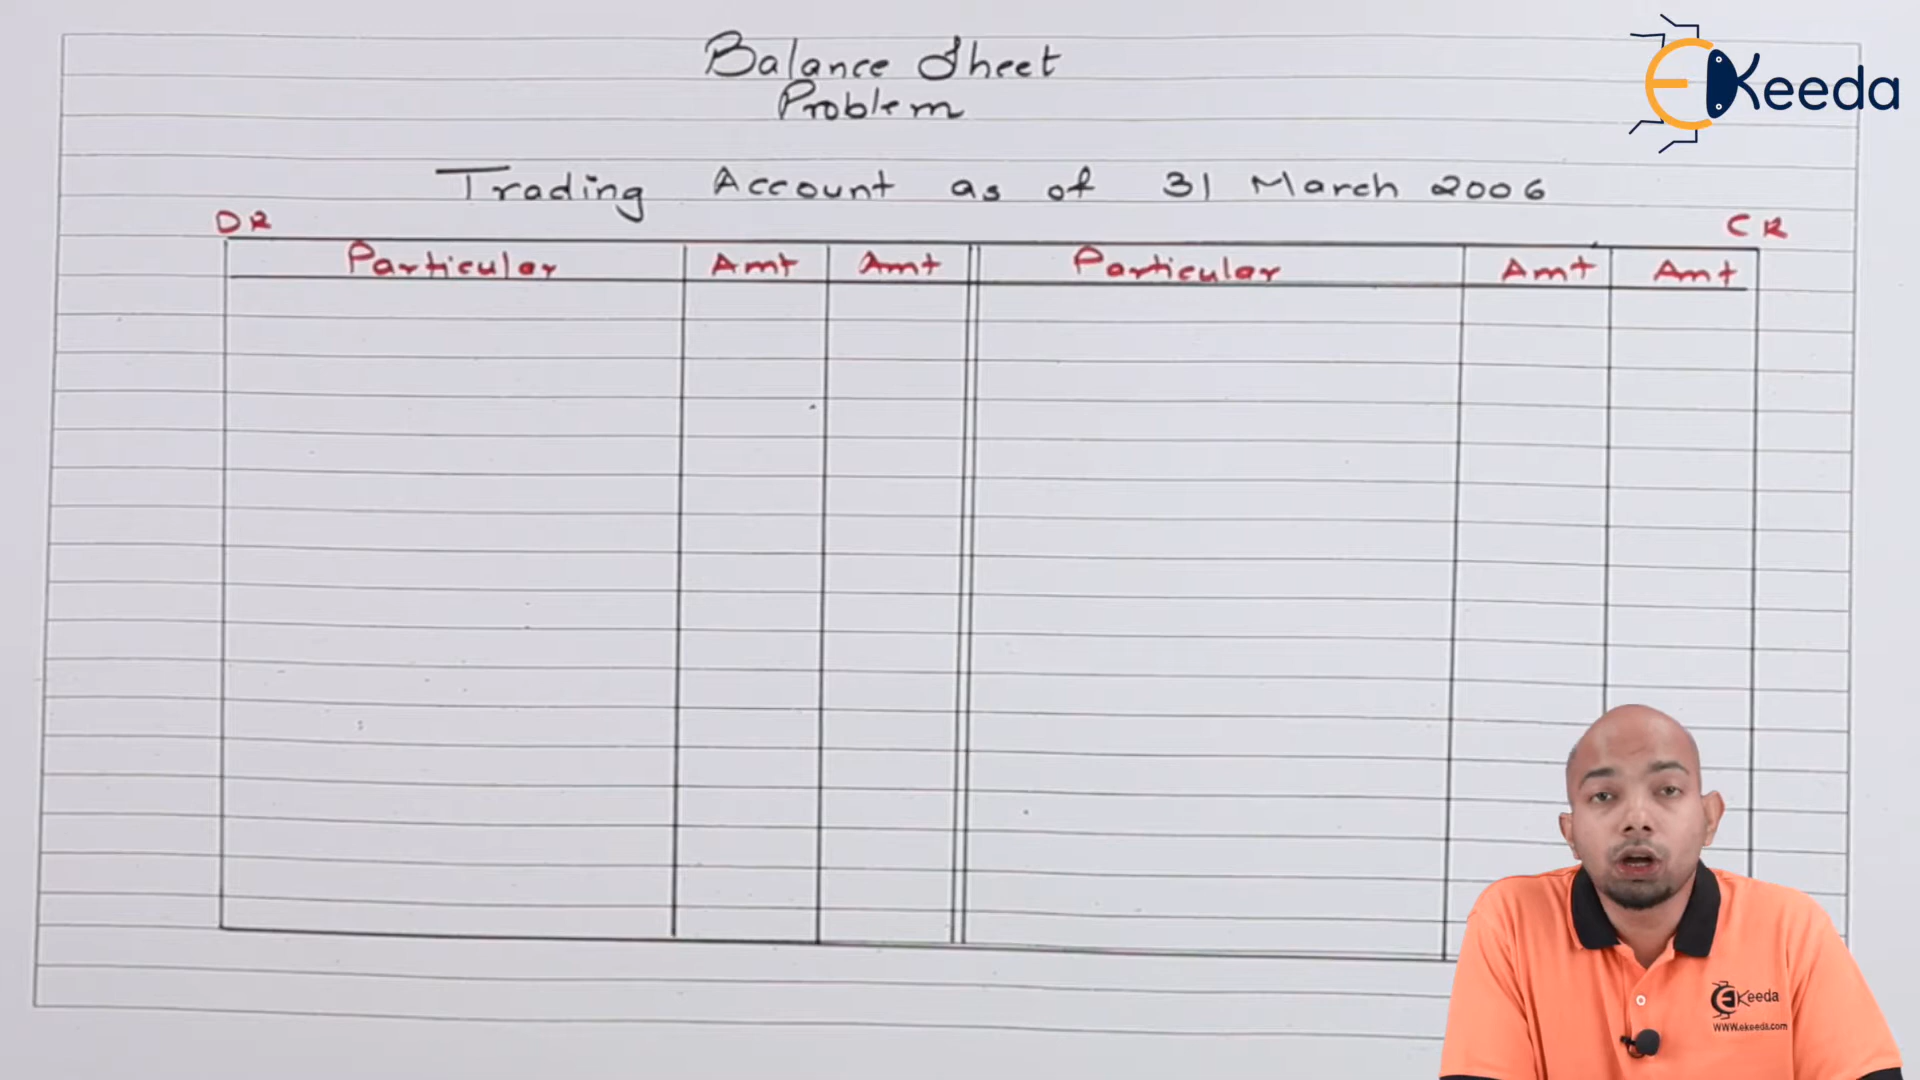 Balance Sheet
Problem
EKeeda
Trading Account as of 31 March 2006
DR CR
Particular Amt Amt Particular Amt Amt
EKeeda
www.ekeeda.com